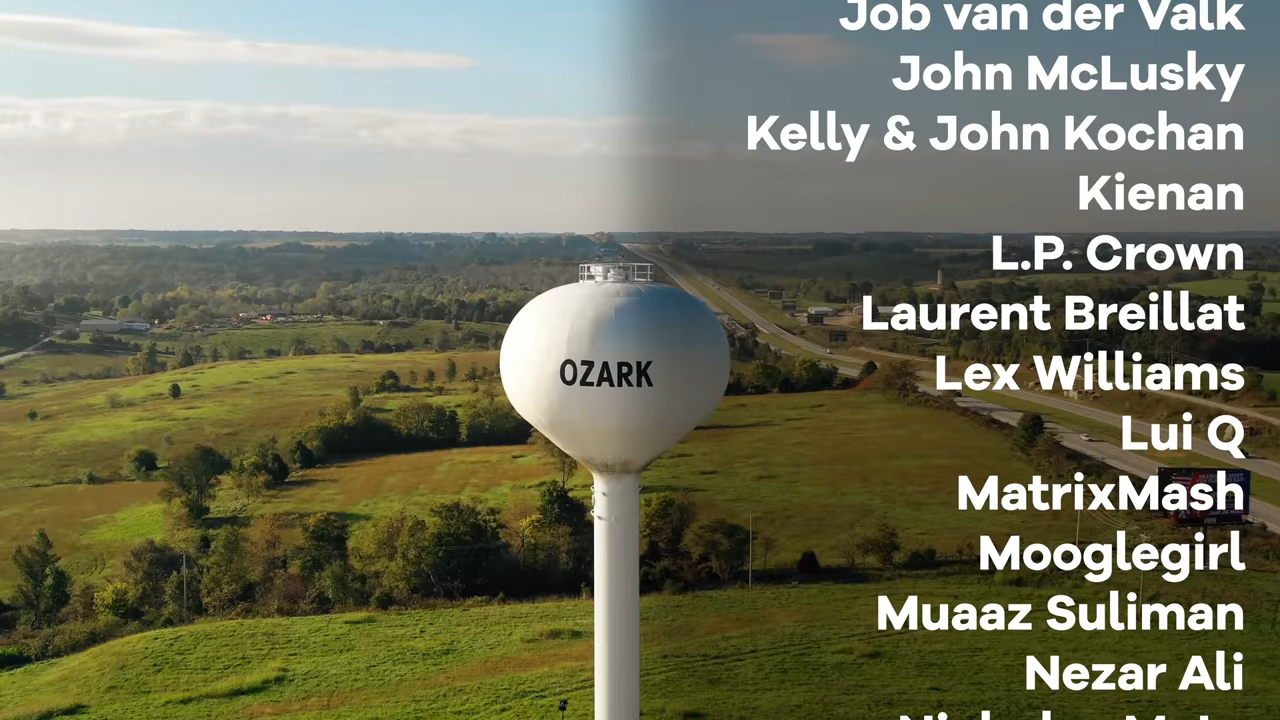 Job van der Valk
John McLusky
Kelly & John Kochan
Kienan
L.P. Crown
Laurent Breillat
Lex Williams
Lui Q
MatrixMash
Mooglegirl
Muaaz Suliman
Nezar Ali
OZARK